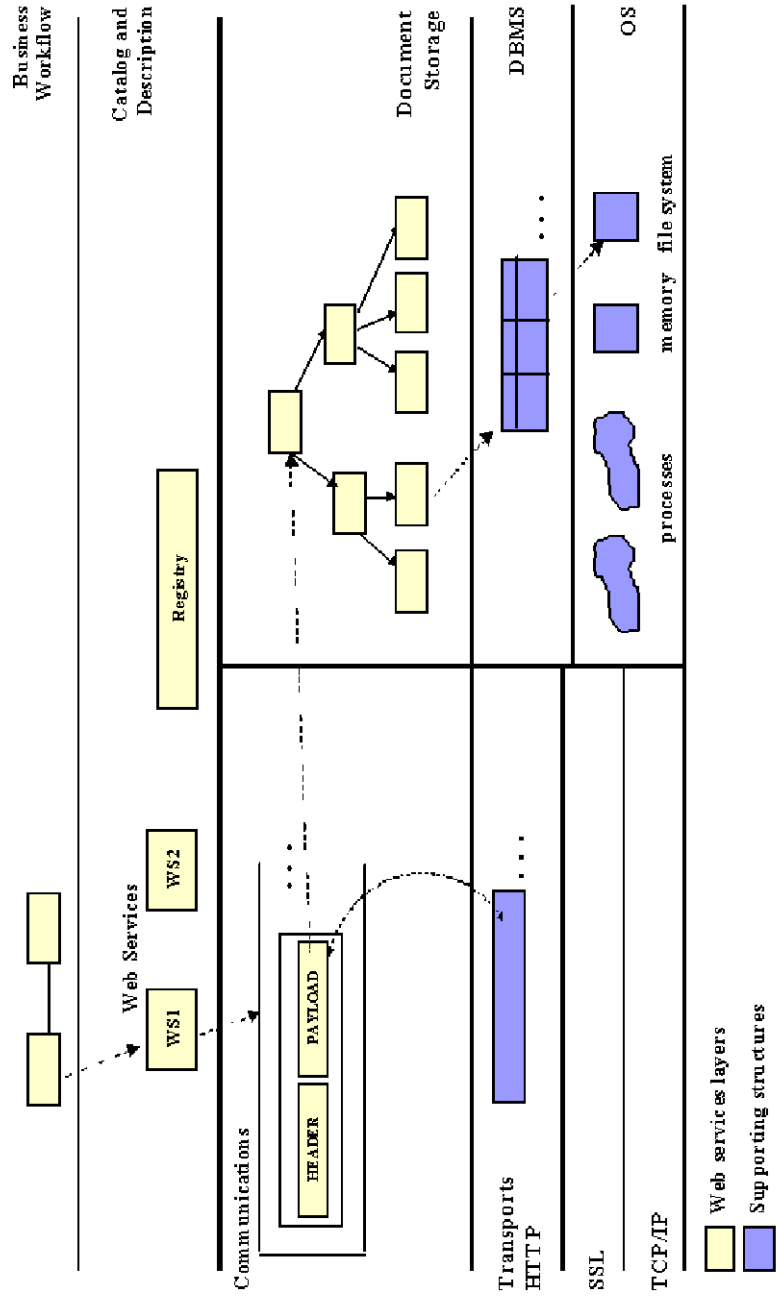 Business
Workflow
Catalog and
Description
Web Services
WS1
WS2
Registry
Communications
HEADER
PAYLOAD
...
Document
Storage
Transports
HTTP
...
DBMS
...
SSL
TCP/IP
OS
processes
memory
file system
Web services layers
Supporting structures